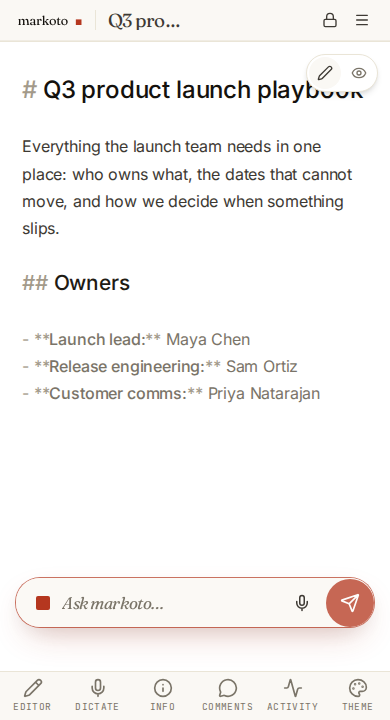 markoto
Q3 pro...
# Q3 product launch playbook
Everything the launch team needs in one
place: who owns what, the dates that cannot
move, and how we decide when something
slips.
## Owners
- **Launch lead:** Maya Chen
- **Release engineering:** Sam Ortiz
- **Customer comms:** Priya Natarajan
Ask markoto...
EDITOR DICTATE INFO COMMENTS ACTIVITY THEME